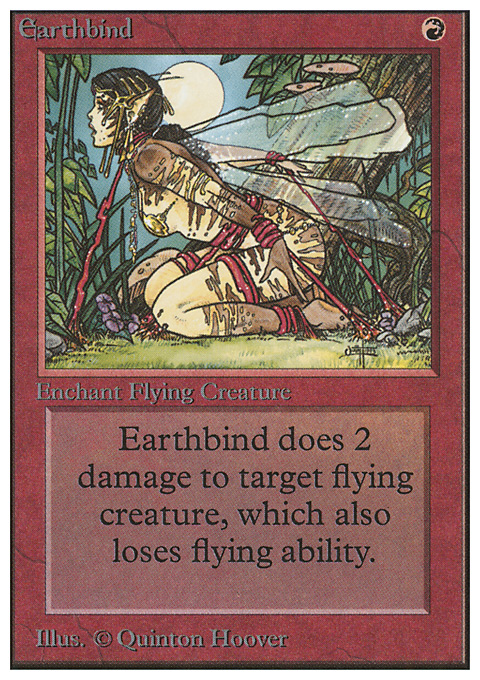 Earthbind
Enchant Flying Creature
Earthbind does 2
damage to target flying
creature, which also
loses flying ability.
Illus. © Quinton Hoover